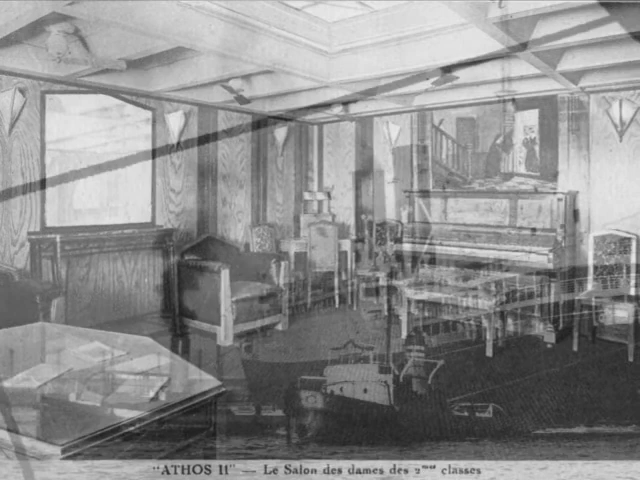 "ATHOS II" — Le Salon des dames des 2mes classes